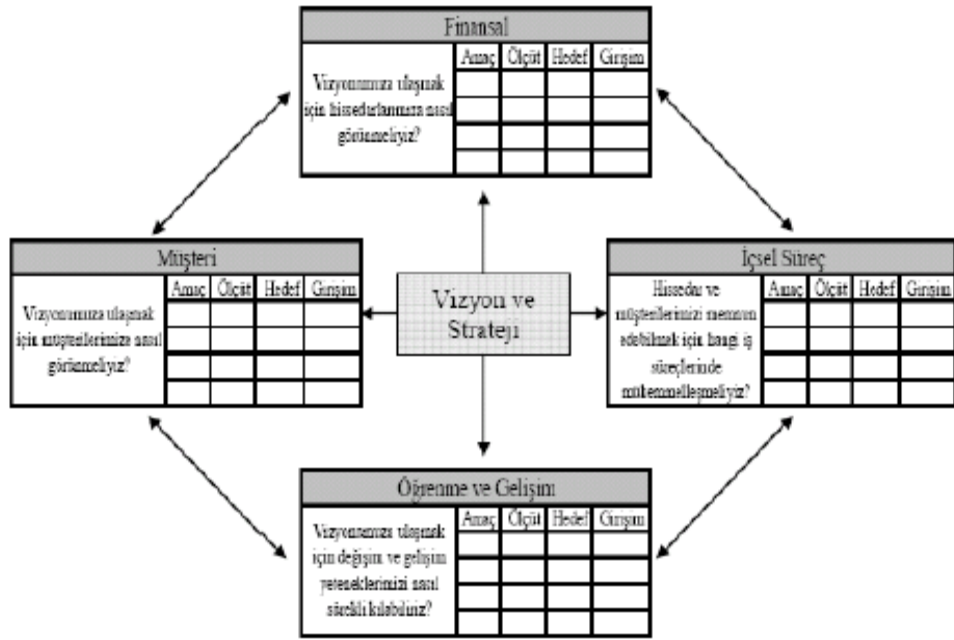 Finansal
Amaç Ölçüt Hedef Girişim
Vizyonumuza ulaşmak
için hissedarlarımıza nasıl
görünmeliyiz?
Müşteri
Amaç Ölçüt Hedef Girişim
Vizyonumuza ulaşmak
için müşterilerimize nasıl
görünmeliyiz?
Vizyon ve
Strateji
İçsel Süreç
Amaç Ölçüt Hedef Girişim
Hissedar ve
müşterilerimizi memnun
edebilmek için hangi iş
süreçlerinde
mükemmelleşmeliyiz?
Öğrenme ve Gelişim
Amaç Ölçüt Hedef Girişim
Vizyonumuza ulaşmak
için değişim ve gelişim
yeteneklerimizi nasıl
sürekli kılabiliriz?